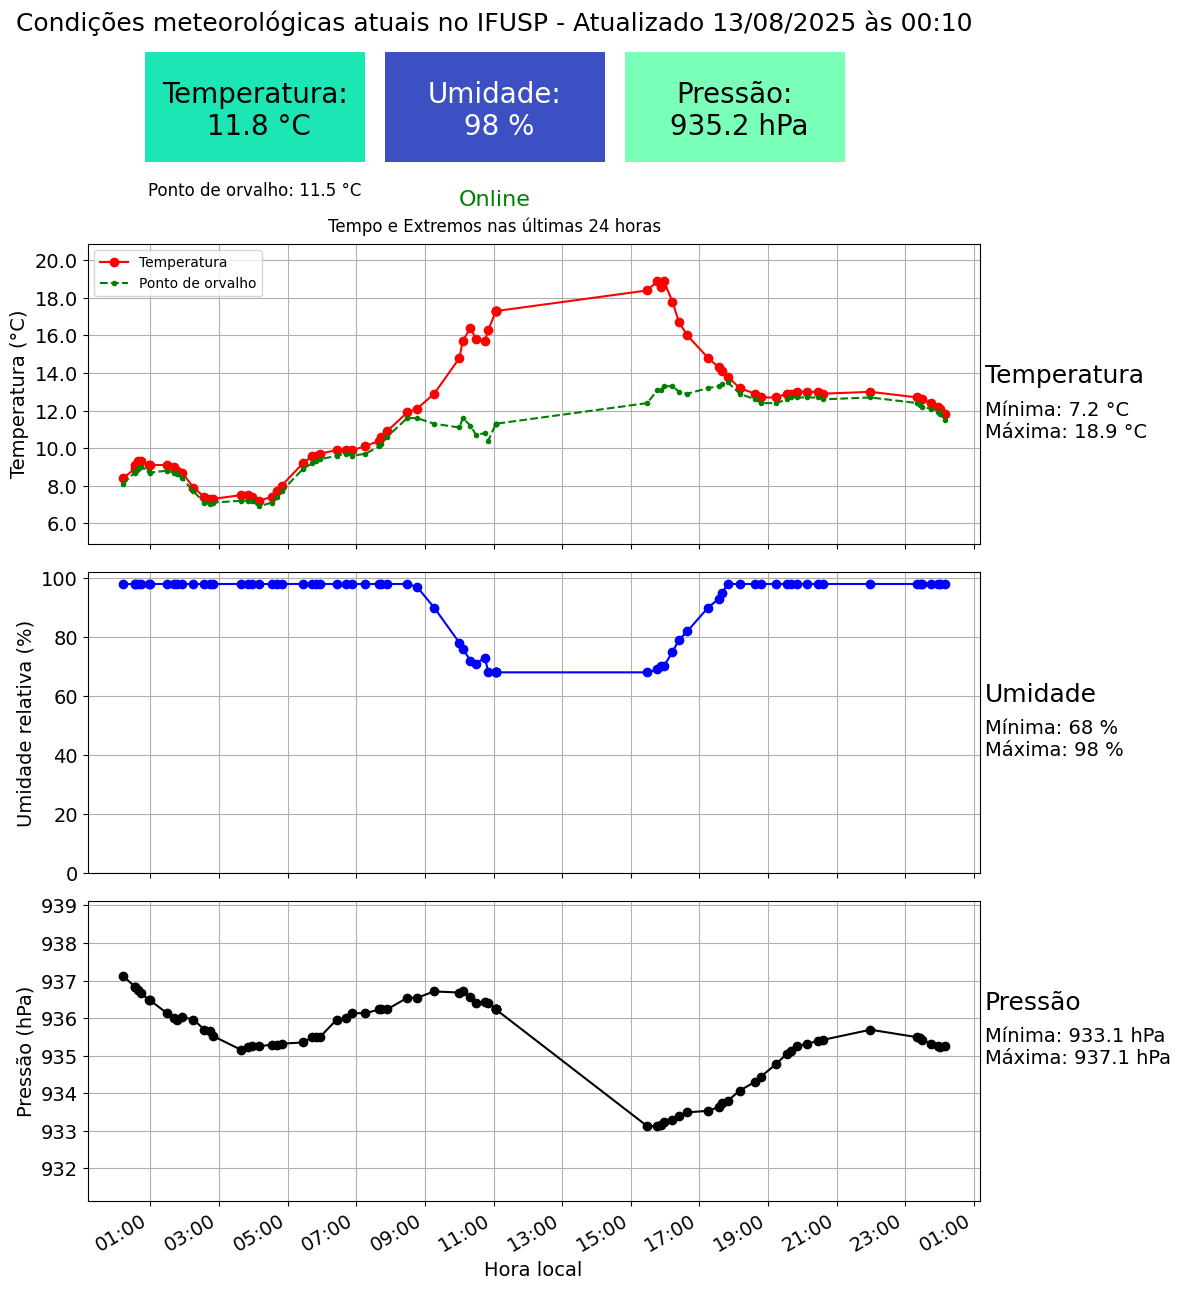 Condições meteorológicas atuais no IFUSP - Atualizado 13/08/2025 às 00:10
Temperatura:
11.8 °C
Umidade:
98 %
Pressão:
935.2 hPa
Ponto de orvalho: 11.5 °C
Online
Tempo e Extremos nas últimas 24 horas
Temperatura
Ponto de orvalho
Temperatura (°C)
20.0
18.0
16.0
14.0
12.0
10.0
8.0
6.0
Temperatura
Mínima: 7.2 °C
Máxima: 18.9 °C
Umidade relativa (%)
100
80
60
40
20
0
Umidade
Mínima: 68 %
Máxima: 98 %
Pressão (hPa)
939
938
937
936
935
934
933
932
Pressão
Mínima: 933.1 hPa
Máxima: 937.1 hPa
01:00
03:00
05:00
07:00
09:00
11:00
13:00
15:00
17:00
19:00
21:00
23:00
01:00
Hora local